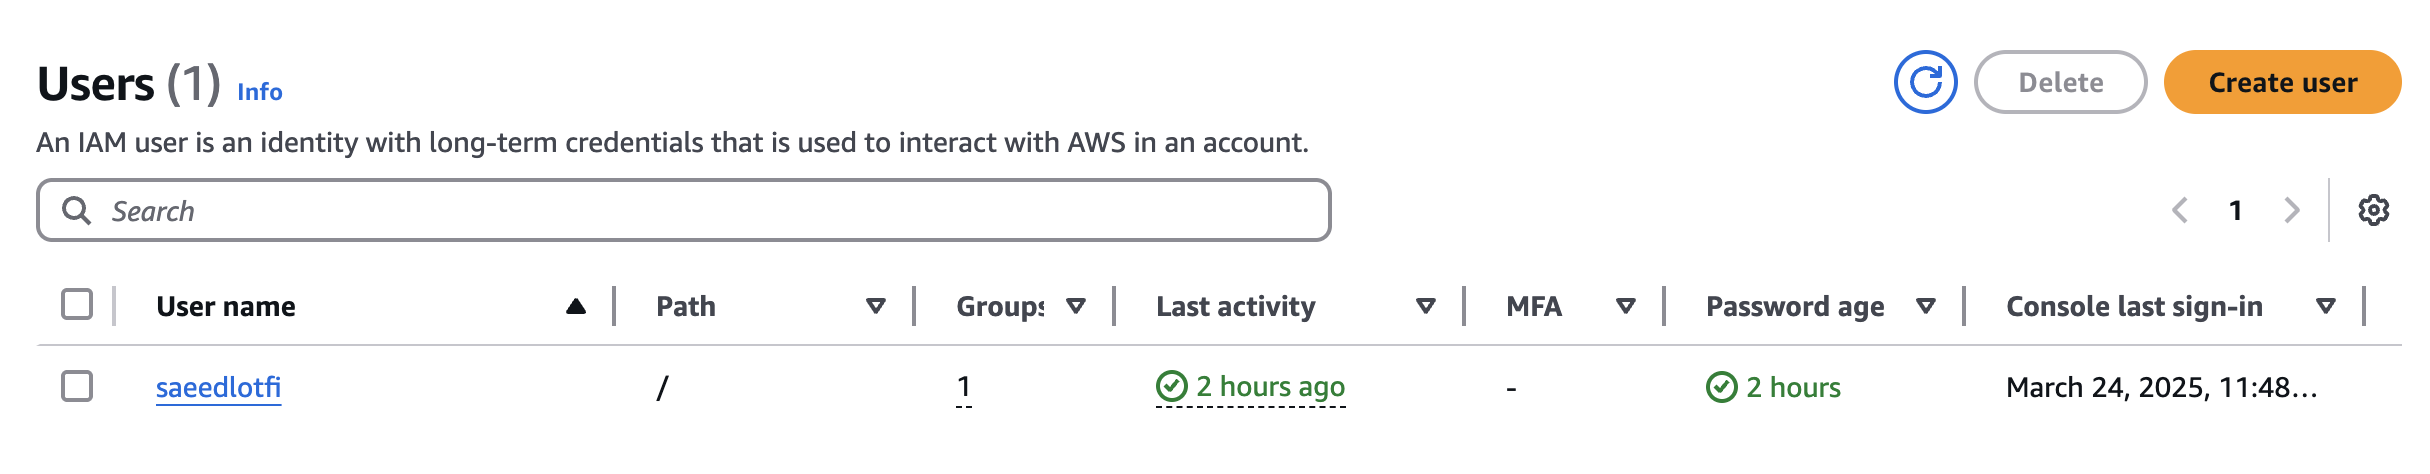 Users (1) Info
Delete
Create user
An IAM user is an identity with long-term credentials that is used to interact with AWS in an account.
Search
1
User name Path Groups Last activity MFA Password age Console last sign-in
saeedlotfi / 1 2 hours ago - 2 hours March 24, 2025, 11:48...